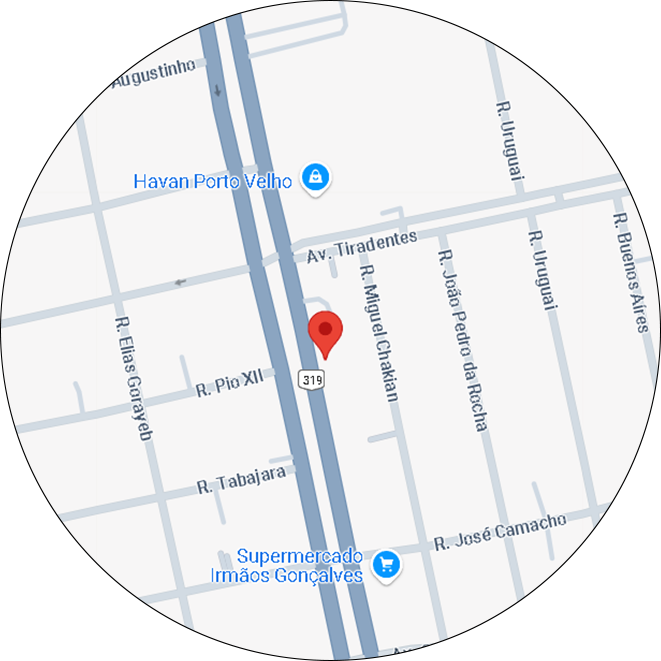 Augustinho
R. Uruguai
Havan Porto Velho
Av. Tiradentes
R. Buenos Aires
R. Uruguai
R. João Pedro da Rocha
R. Miguel Chakian
R. Elias Gorayeb
319
R. Pio XII
R. Tabajara
R. José Camacho
Supermercado
Irmãos Gonçalves